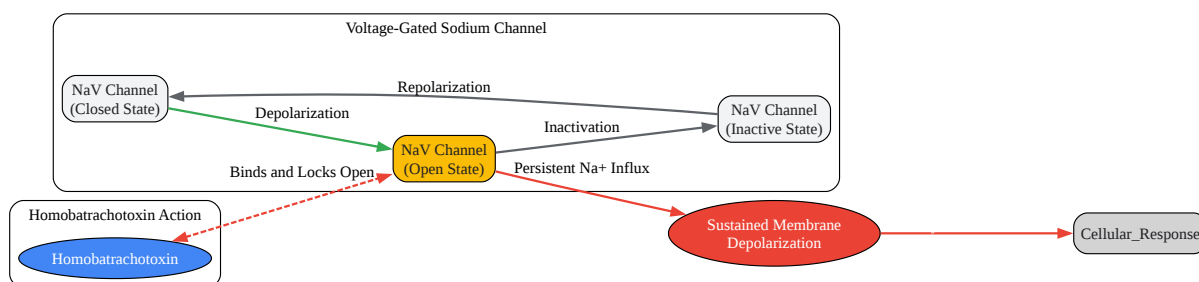 Voltage-Gated Sodium Channel
NaV Channel
(Closed State)
Repolarization
Depolarization
NaV Channel
(Inactive State)
Inactivation
NaV Channel
(Open State)
Binds and Locks Open
Persistent Na+ Influx
Homobatrachotoxin Action
Homobatrachotoxin
Sustained Membrane
Depolarization
Cellular_Response